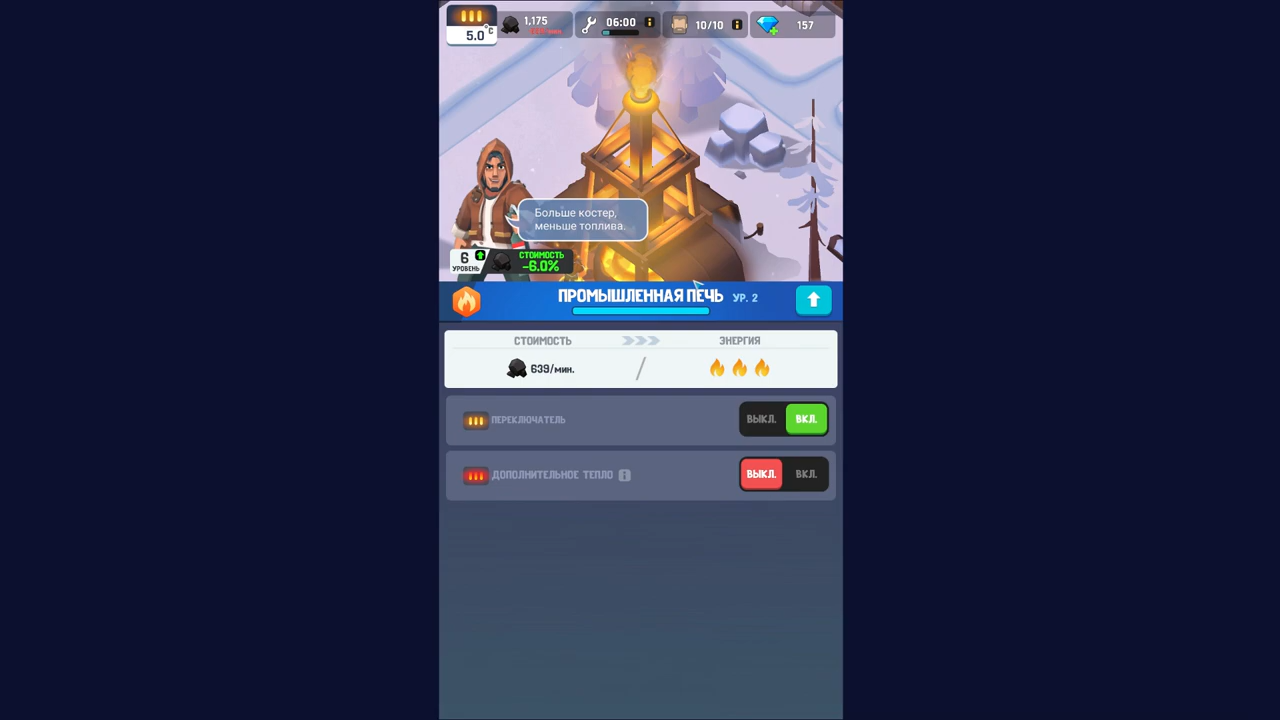 5.0°C
1,175
06:00
10/10
157
Больше костер,
меньше топлива.
6
УРОВЕНЬ
СТОИМОСТЬ
-6.0%
ПРОМЫШЛЕННАЯ ПЕЧЬ УР. 2
СТОИМОСТЬ >>> ЭНЕРГИЯ
639/мин. /
ПЕРЕКЛЮЧАТЕЛЬ ВЫКЛ. ВКЛ.
ДОПОЛНИТЕЛЬНОЕ ТЕПЛО i ВЫКЛ. ВКЛ.